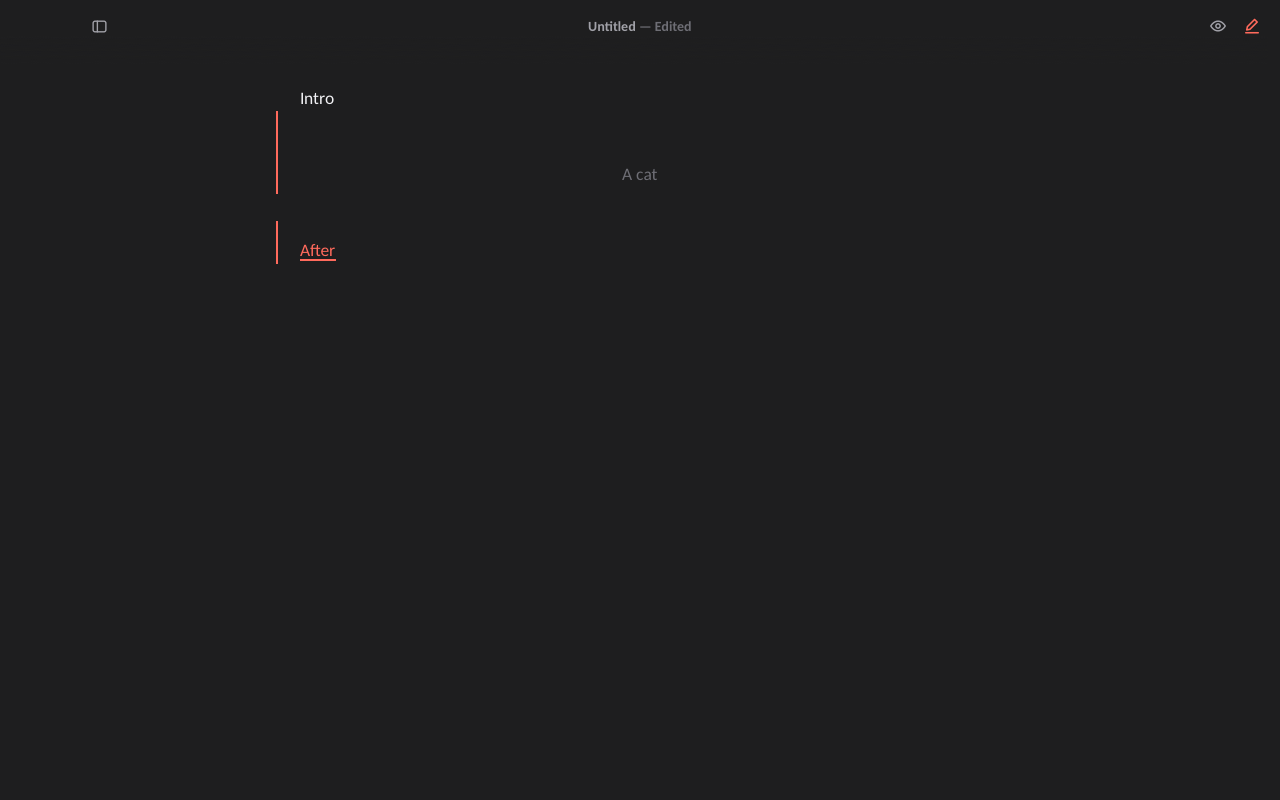 Untitled — Edited
Intro
A cat
After